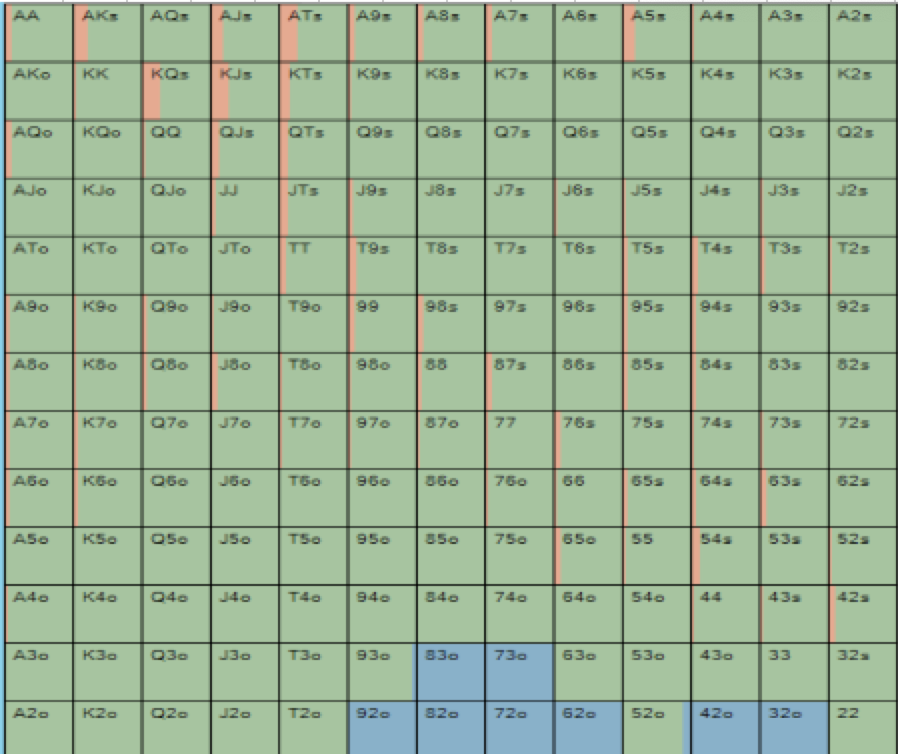 AA AKs AQs AJs ATs A9s A8s A7s A6s A5s A4s A3s A2s
AKo KK KQs KJs KTs K9s K8s K7s K6s K5s K4s K3s K2s
AQo KQo QQ QJs QTs Q9s Q8s Q7s Q6s Q5s Q4s Q3s Q2s
AJo KJo QJo JJ JTs J9s J8s J7s J6s J5s J4s J3s J2s
ATo KTo QTo JTo TT T9s T8s T7s T6s T5s T4s T3s T2s
A9o K9o Q9o J9o T9o 99 98s 97s 96s 95s 94s 93s 92s
A8o K8o Q8o J8o T8o 98o 88 87s 86s 85s 84s 83s 82s
A7o K7o Q7o J7o T7o 97o 87o 77 76s 75s 74s 73s 72s
A6o K6o Q6o J6o T6o 96o 86o 76o 66 65s 64s 63s 62s
A5o K5o Q5o J5o T5o 95o 85o 75o 65o 55 54s 53s 52s
A4o K4o Q4o J4o T4o 94o 84o 74o 64o 54o 44 43s 42s
A3o K3o Q3o J3o T3o 93o 83o 73o 63o 53o 43o 33 32s
A2o K2o Q2o J2o T2o 92o 82o 72o 62o 52o 42o 32o 22